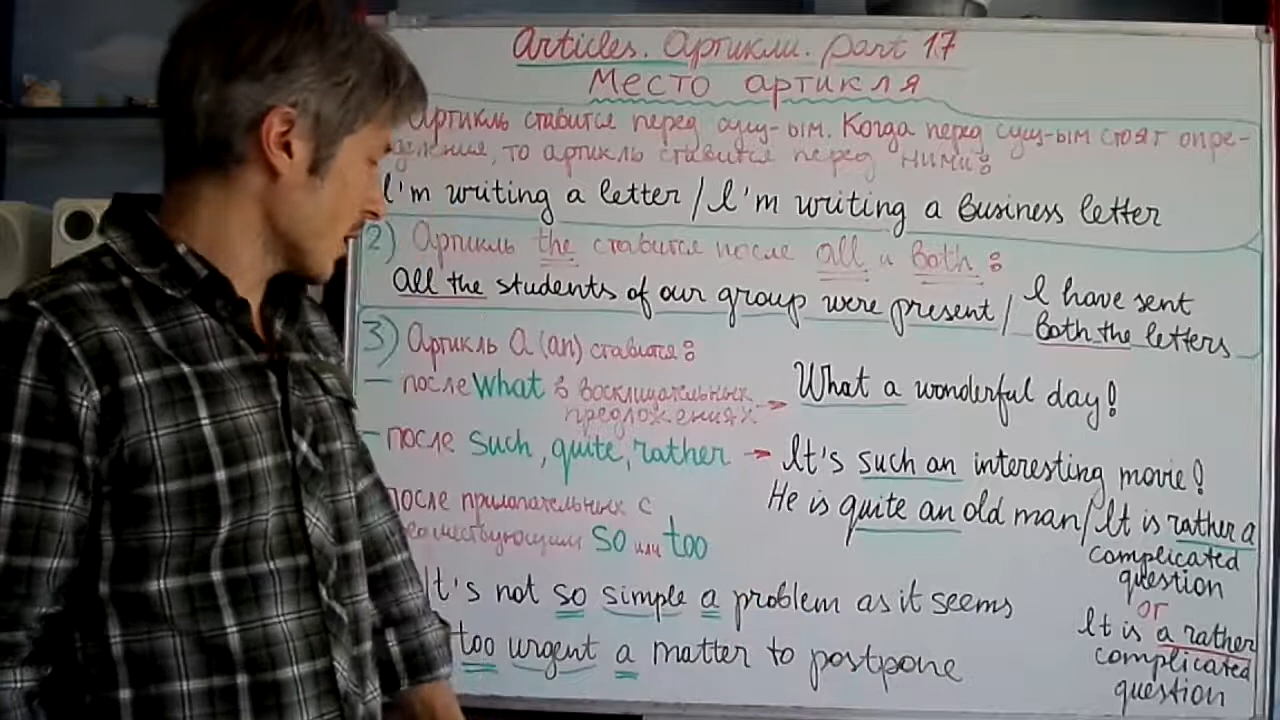 Articles. Артикли. part 17
Место артикля
Артикль ставится перед сущ-ым. Когда перед сущ-ым стоят опре-
деления, то артикль ставится перед ними:
I'm writing a letter / I'm writing a business letter
2) Артикль the ставится после all и both:
All the students of our group were present / I have sent
both the letters
3) Артикль a (an) ставится:
— после what в восклицательных
предложениях → What a wonderful day!
— после such, quite, rather → It's such an interesting movie!
He is quite an old man / It is rather a
complicated
question
or
It is a rather
complicated
question
после прилагательных с
so или too
It's not so simple a problem as it seems
too urgent a matter to postpone